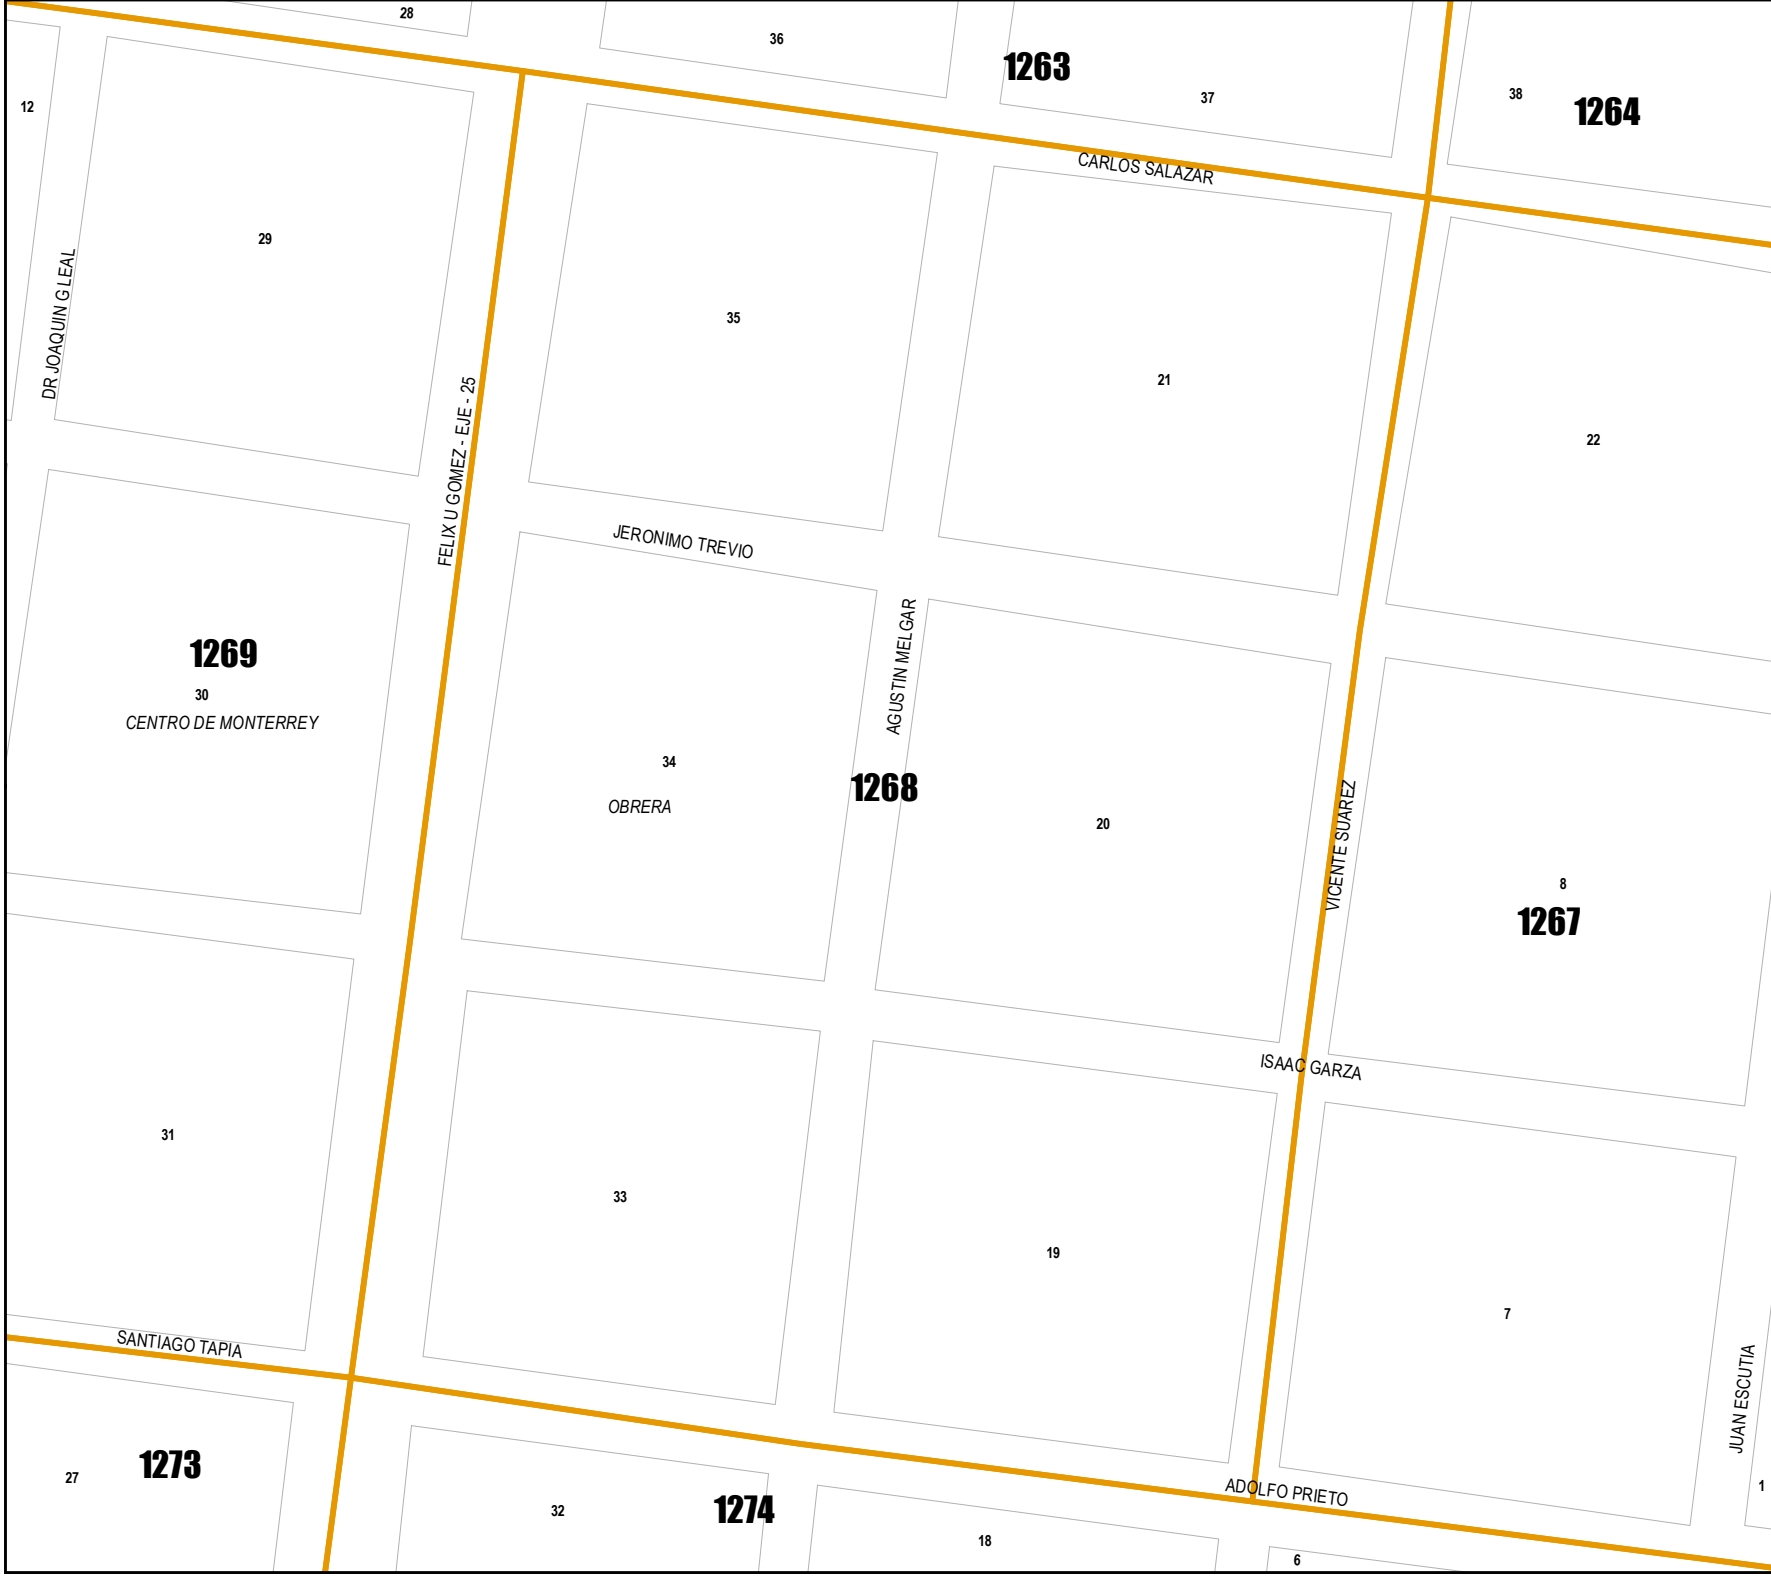 28
36
1263
37
38
1264
12
CARLOS SALAZAR
29
DR JOAQUIN G LEAL
35
21
22
FELIX U GOMEZ - EJE - 25
JERONIMO TREVIO
AGUSTIN MELGAR
1269
30
CENTRO DE MONTERREY
34
OBRERA
1268
20
VICENTE SUAREZ
8
1267
ISAAC GARZA
31
33
19
7
SANTIAGO TAPIA
JUAN ESCUTIA
1273
27
32
1274
ADOLFO PRIETO
1
18
6